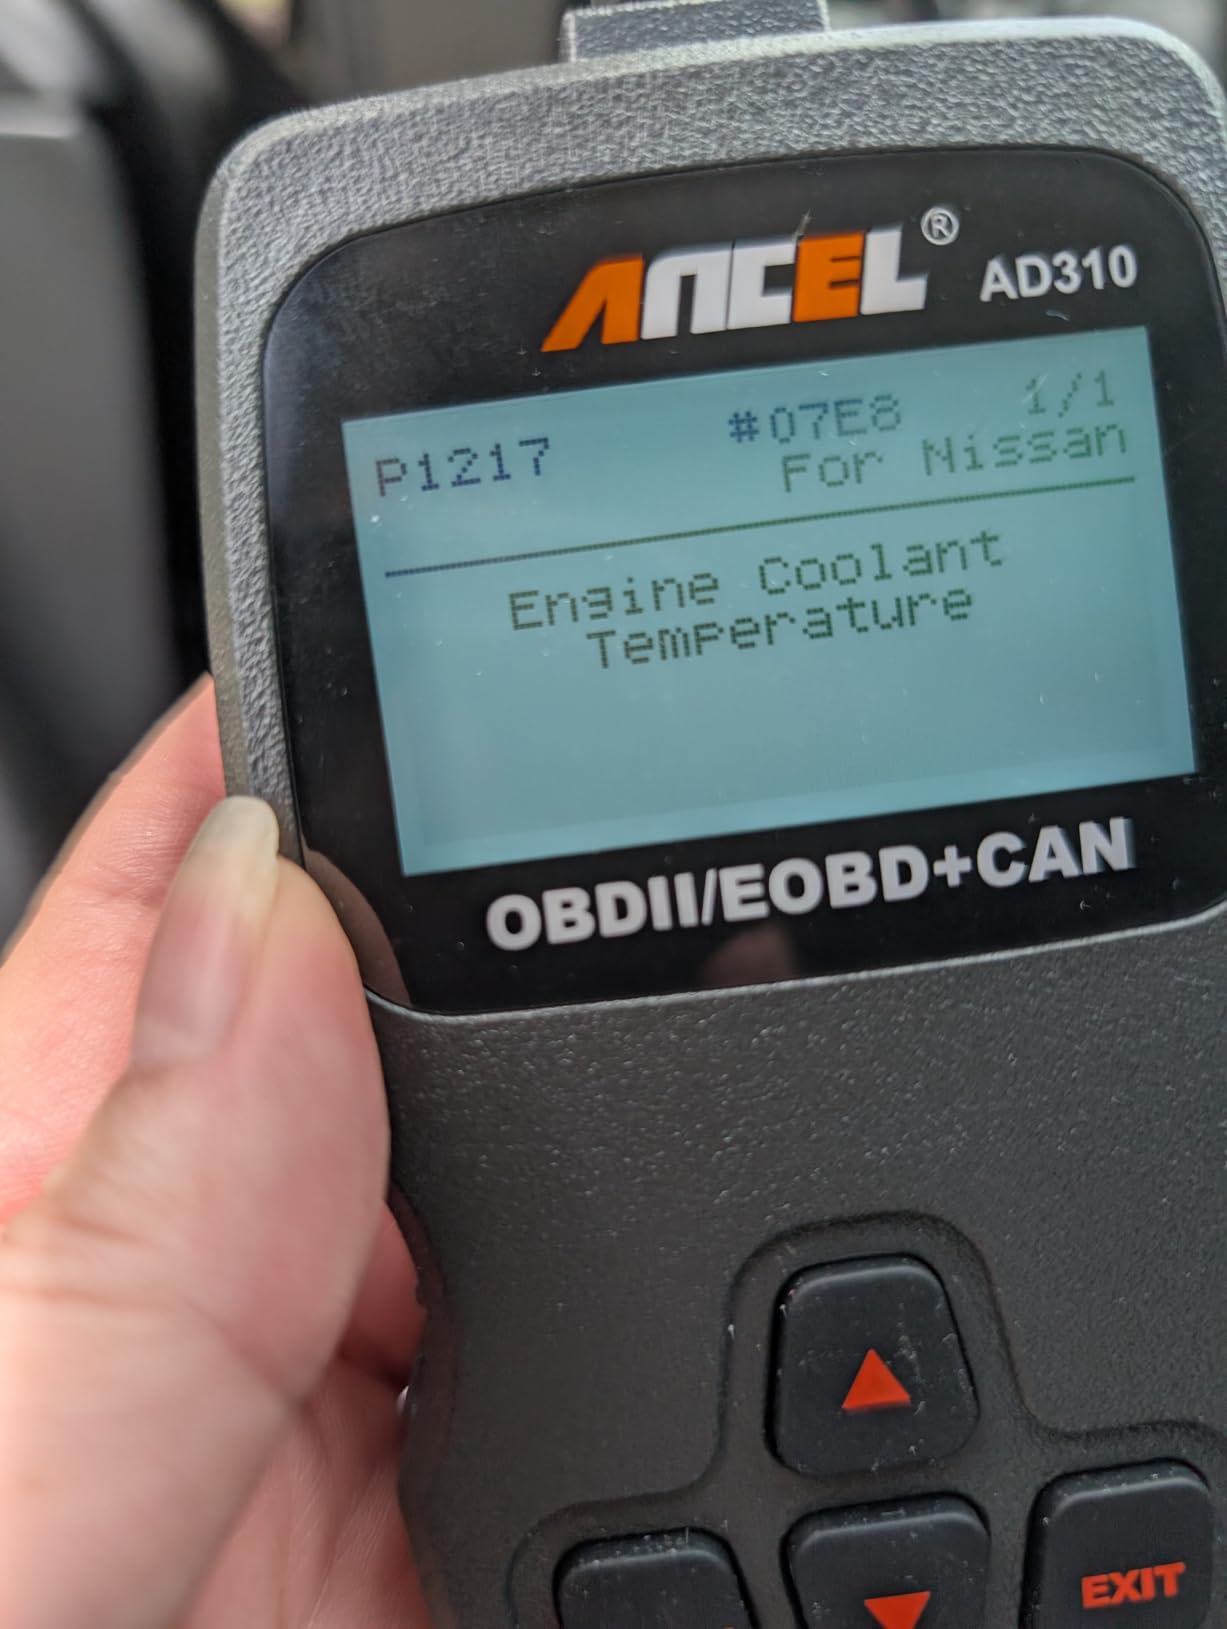 ANCEL® AD310
P1217 #07E8 1/1
For Nissan
Engine Coolant
Temperature
OBDII/EOBD+CAN
EXIT